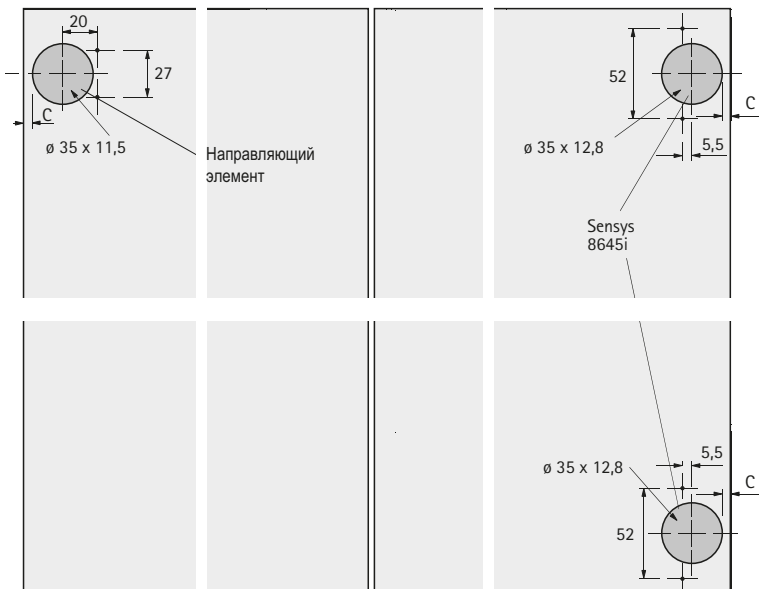 20
27
C
ø 35 x 11,5
Направляющий
элемент
52
C
ø 35 x 12,8
5,5
Sensys
8645i
5,5
ø 35 x 12,8
C
52